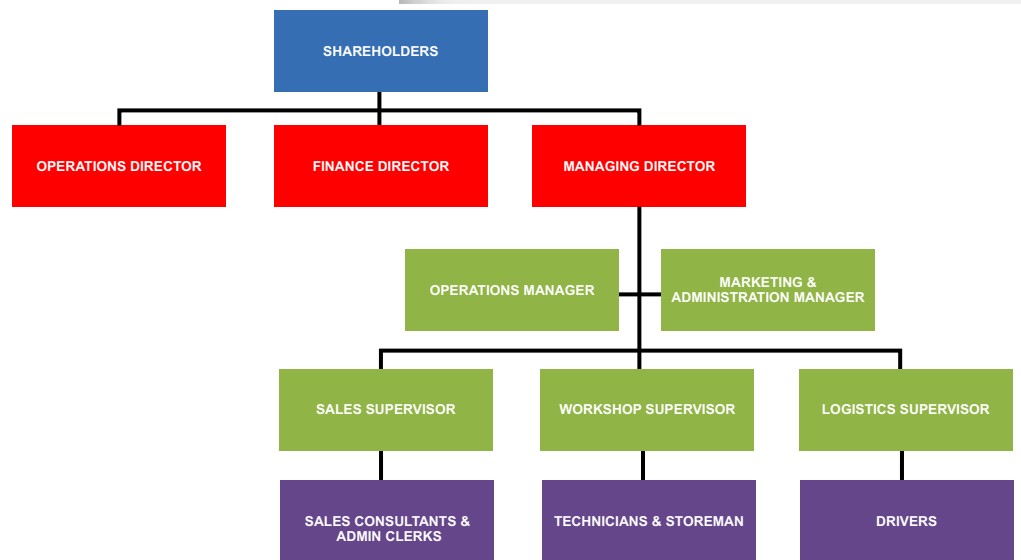 SHAREHOLDERS
OPERATIONS DIRECTOR
FINANCE DIRECTOR
MANAGING DIRECTOR
OPERATIONS MANAGER
MARKETING &
ADMINISTRATION MANAGER
SALES SUPERVISOR
WORKSHOP SUPERVISOR
LOGISTICS SUPERVISOR
SALES CONSULTANTS &
ADMIN CLERKS
TECHNICIANS & STOREMAN
DRIVERS